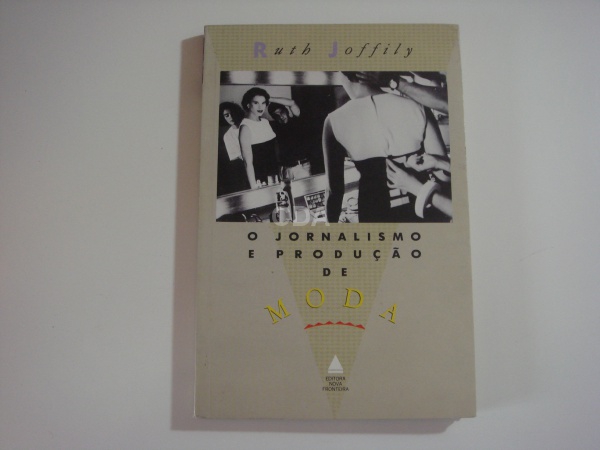 Ruth Joffily
O JORNALISMO
E PRODUÇÃO
DE
MODA
EDITORA
NOVA
FRONTEIRA